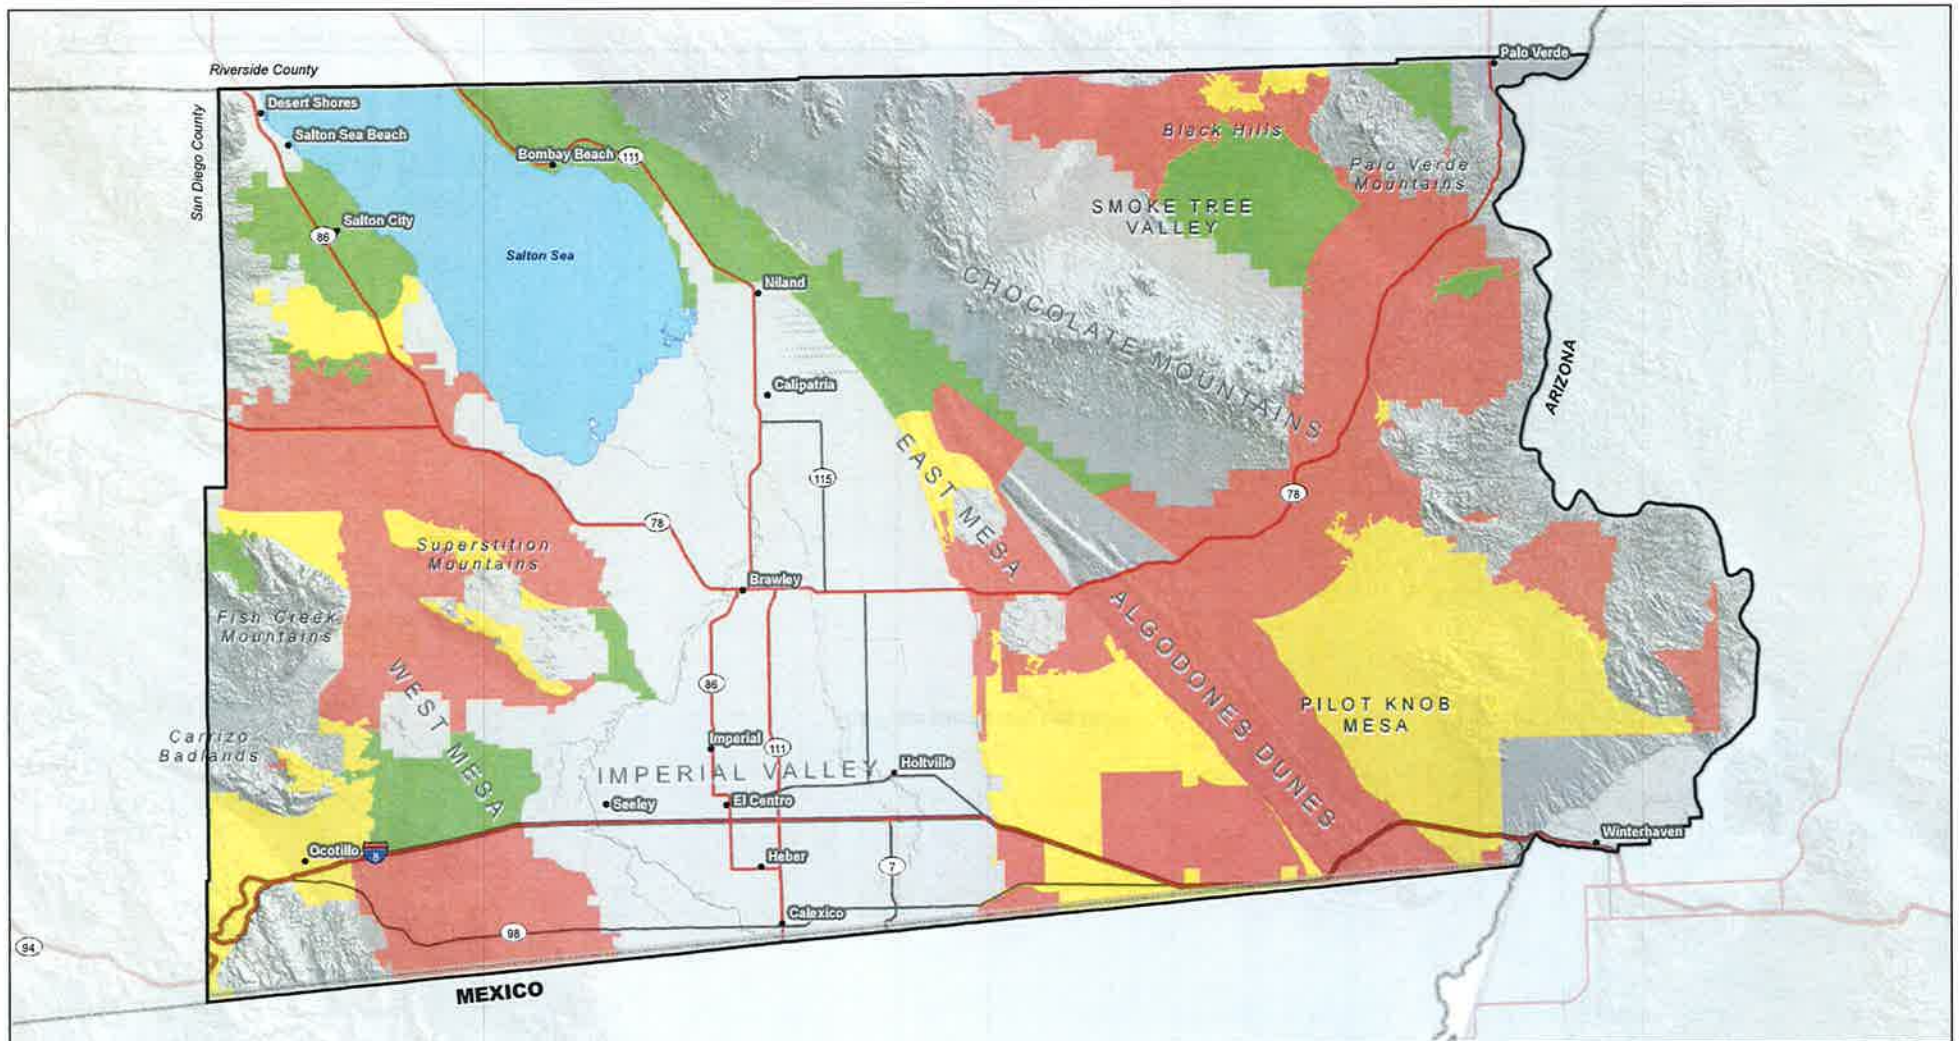 Riverside County
San Diego County
Palo Verde
Desert Shores
Salton Sea Beach
Bombay Beach
111
Black Hills
Palo Verde
Mountains
SMOKE TREE
VALLEY
Salton City
86
Salton Sea
Niland
CHOCOLATE MOUNTAINS
ARIZONA
Calipatria
EAST MESA
115
78
78
Superstition
Mountains
Brawley
Fish Creek
Mountains
ALGODONES DUNES
WEST MESA
86
PILOT KNOB
MESA
Carrizo
Badlands
Imperial
111
IMPERIAL VALLEY
Holtville
Seeley
El Centro
Ocotillo
8
Heber
7
Winterhaven
Calexico
98
94
MEXICO